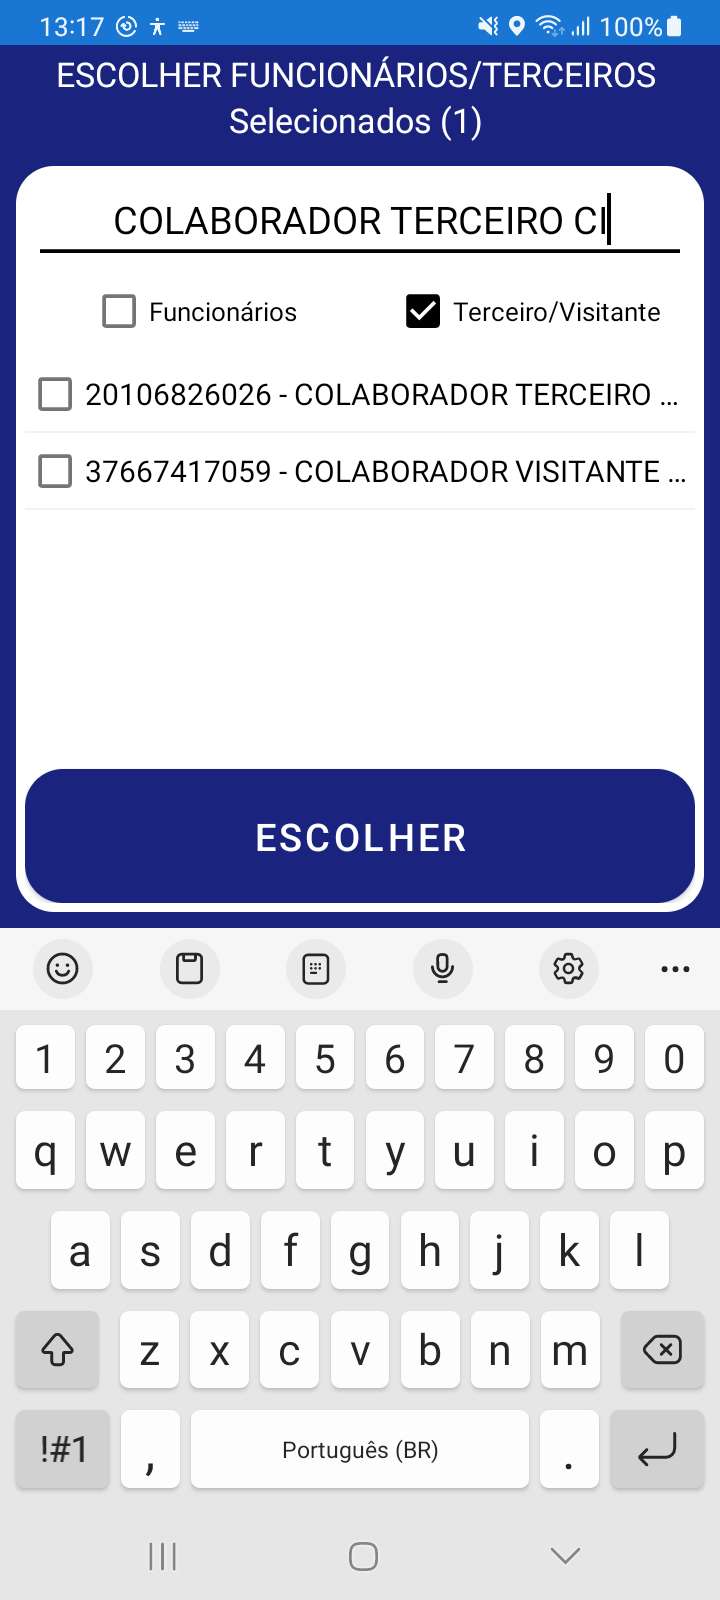 13:17 100%
ESCOLHER FUNCIONÁRIOS/TERCEIROS
Selecionados (1)
COLABORADOR TERCEIRO CI
Funcionários Terceiro/Visitante
20106826026 - COLABORADOR TERCEIRO ...
37667417059 - COLABORADOR VISITANTE ...
ESCOLHER
1 2 3 4 5 6 7 8 9 0
q w e r t y u i o p
a s d f g h j k l
z x c v b n m
!#1 , Português (BR) .